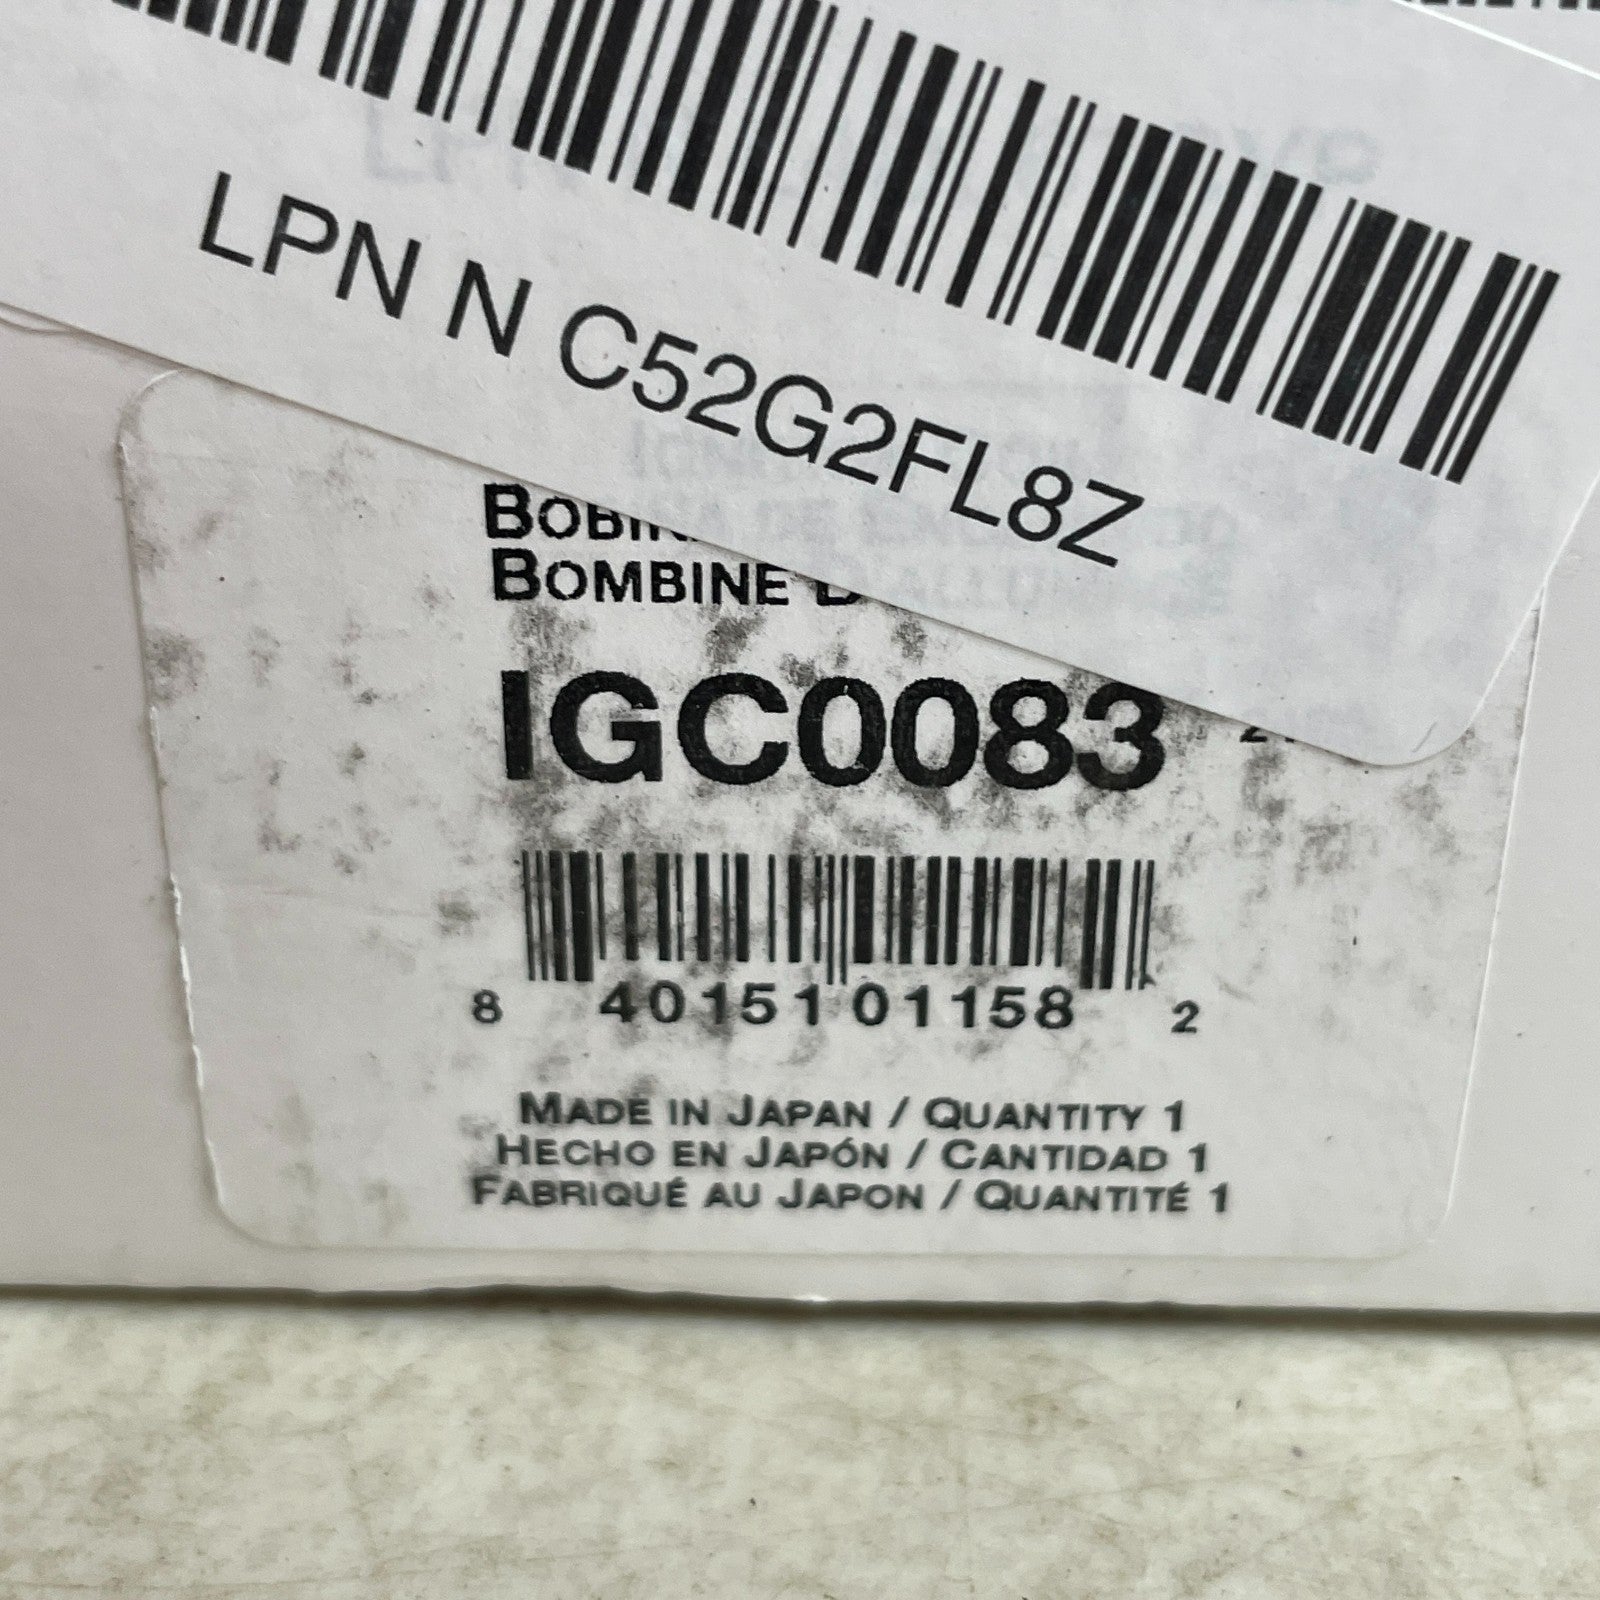 LPN N C52G2FL8Z
BOMBINE
IGC0083
8 40151 01158 2
MADE IN JAPAN / QUANTITY 1
HECHO EN JAPÓN / CANTIDAD 1
FABRIQUÉ AU JAPON / QUANTITÉ 1